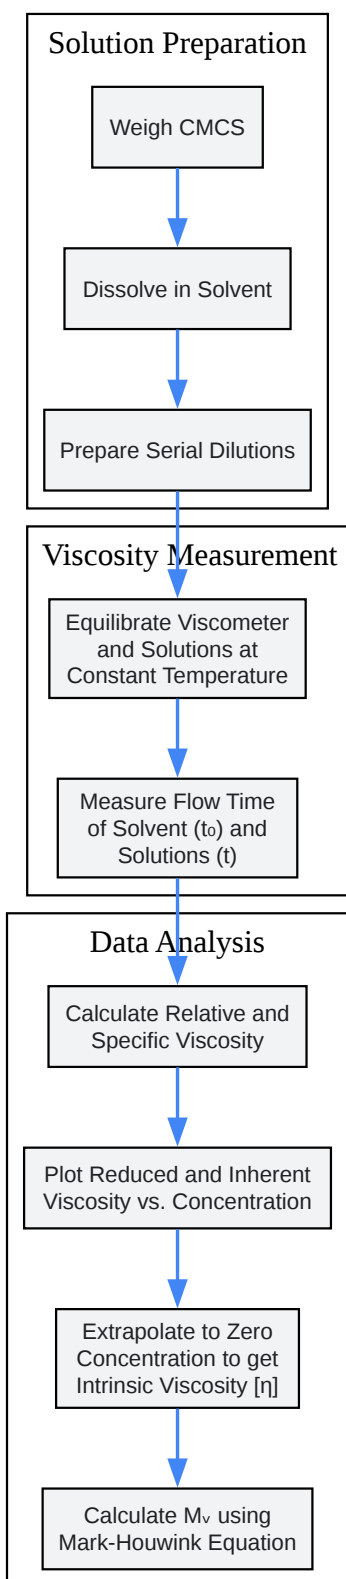 Solution Preparation
Weigh CMCS
Dissolve in Solvent
Prepare Serial Dilutions
Viscosity Measurement
Equilibrate Viscometer
and Solutions at
Constant Temperature
Measure Flow Time
of Solvent (t₀) and
Solutions (t)
Data Analysis
Calculate Relative and
Specific Viscosity
Plot Reduced and Inherent
Viscosity vs. Concentration
Extrapolate to Zero
Concentration to get
Intrinsic Viscosity [η]
Calculate Mᵥ using
Mark-Houwink Equation